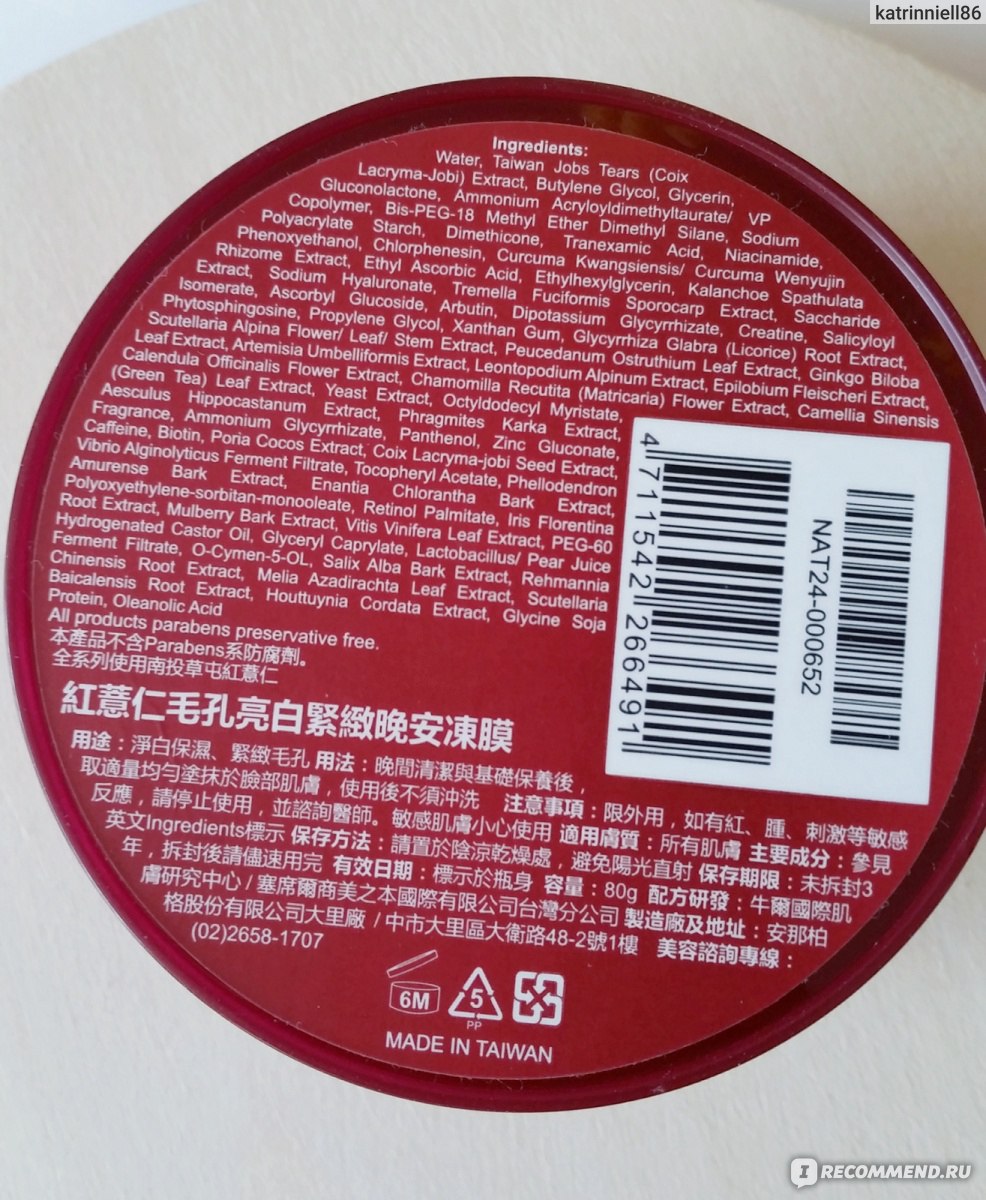 katrinniell86
Ingredients:
Water, Taiwan Jobs Tears (Coix
Lacryma-Jobi) Extract, Butylene Glycol, Glycerin,
Gluconolactone, Ammonium Acryloyldimethyltaurate/ VP
Copolymer, Bis-PEG-18 Methyl Ether Dimethyl Silane, Sodium
Polyacrylate Starch, Dimethicone, Tranexamic Acid, Niacinamide,
Phenoxyethanol, Chlorphenesin, Curcuma Kwangsiensis/ Curcuma Wenyujin
Rhizome Extract, Ethyl Ascorbic Acid, Ethylhexylglycerin, Kalanchoe Spathulata
Extract, Sodium Hyaluronate, Tremella Fuciformis Sporocarp Extract, Saccharide
Isomerate, Ascorbyl Glucoside, Arbutin, Dipotassium Glycyrrhizate, Creatine, Salicyloyl
Phytosphingosine, Propylene Glycol, Xanthan Gum, Glycyrrhiza Glabra (Licorice) Root Extract,
Scutellaria Alpina Flower/ Leaf/ Stem Extract, Peucedanum Ostruthium Leaf Extract, Ginkgo Biloba
Leaf Extract, Artemisia Umbelliformis Extract, Leontopodium Alpinum Extract, Epilobium Fleischeri Extract,
Calendula Officinalis Flower Extract, Chamomilla Recutita (Matricaria) Flower Extract, Camellia Sinensis
(Green Tea) Leaf Extract, Yeast Extract, Octyldodecyl Myristate,
Aesculus Hippocastanum Extract, Phragmites Karka Extract,
Fragrance, Ammonium Glycyrrhizate, Panthenol, Zinc Gluconate,
Caffeine, Biotin, Poria Cocos Extract, Coix Lacryma-jobi Seed Extract,
Vibrio Alginolyticus Ferment Filtrate, Tocopheryl Acetate, Phellodendron
Amurense Bark Extract, Enantia Chlorantha Bark Extract,
Polyoxyethylene-sorbitan-monooleate, Retinol Palmitate, Iris Florentina
Root Extract, Mulberry Bark Extract, Vitis Vinifera Leaf Extract, PEG-60
Hydrogenated Castor Oil, Glyceryl Caprylate, Lactobacillus/ Pear Juice
Ferment Filtrate, O-Cymen-5-OL, Salix Alba Bark Extract, Rehmannia
Chinensis Root Extract, Melia Azadirachta Leaf Extract, Scutellaria
Baicalensis Root Extract, Houttuynia Cordata Extract, Glycine Soja
Protein, Oleanolic Acid
All products parabens preservative free.
本產品不含Parabens系防腐劑。
全系列使用南投草屯紅薏仁
紅薏仁毛孔亮白緊緻晚安凍膜
用途：淨白保濕、緊緻毛孔 用法：晚間清潔與基礎保養後，
取適量均勻塗抹於臉部肌膚，使用後不須沖洗 注意事項：限外用，如有紅、腫、刺激等敏感
反應，請停止使用，並諮詢醫師。敏感肌膚小心使用 適用膚質：所有肌膚 主要成分：參見
英文Ingredients標示 保存方法：請置於陰涼乾燥處，避免陽光直射 保存期限：未拆封3
年，拆封後請儘速用完 有效日期：標示於瓶身 容量：80g 配方研發：牛爾國際肌
膚研究中心 / 塞席爾商美之本國際有限公司台灣分公司 製造廠及地址：安那柏
格股份有限公司大里廠 / 中市大里區大衛路48-2號1樓 美容諮詢專線：
(02)2658-1707
4 711542 266491
NAT24-000652
6M
5
PP
MADE IN TAIWAN
I RECOMMEND.RU